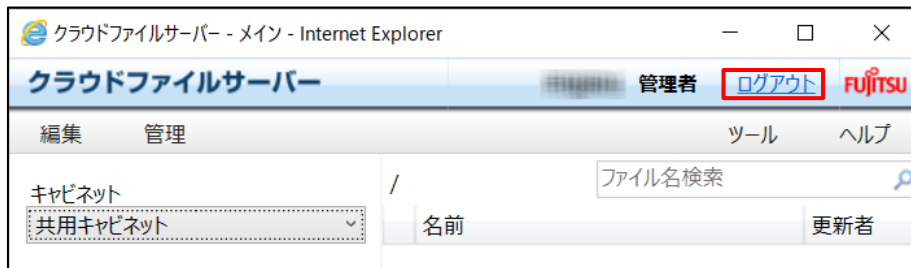 クラウドファイルサーバー - メイン - Internet Explorer
クラウドファイルサーバー 管理者 ログアウト FUJITSU
編集 管理 ツール ヘルプ
キャビネット / ファイル名検索
共用キャビネット 名前 更新者